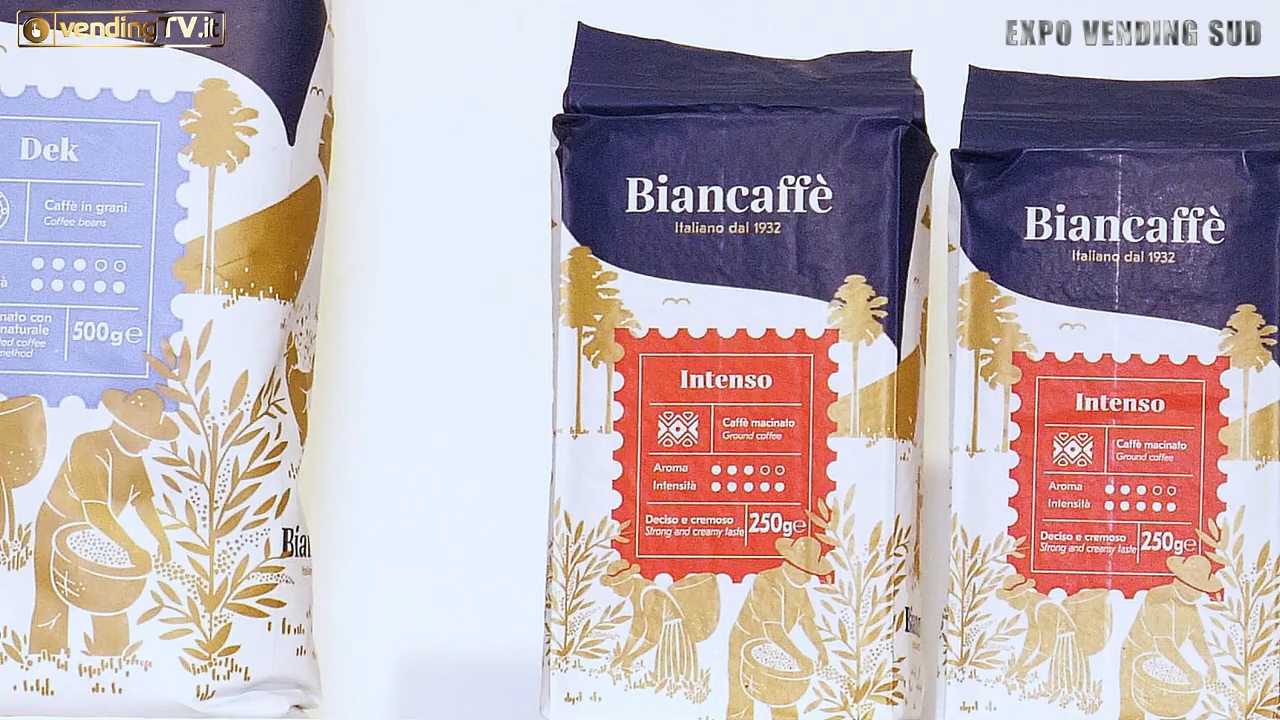 vendingTV.it
EXPO VENDING SUD
Dek
Caffè in grani
Coffee beans
naturale
method
500g℮
Biancaffè
Italiano dal 1932
Intenso
Caffè macinato
Ground coffee
Aroma
Intensità
Deciso e cremoso
Strong and creamy taste
250g℮
Biancaffè
Italiano dal 1932
Intenso
Caffè macinato
Ground coffee
Aroma
Intensità
Deciso e cremoso
Strong and creamy taste
250g℮